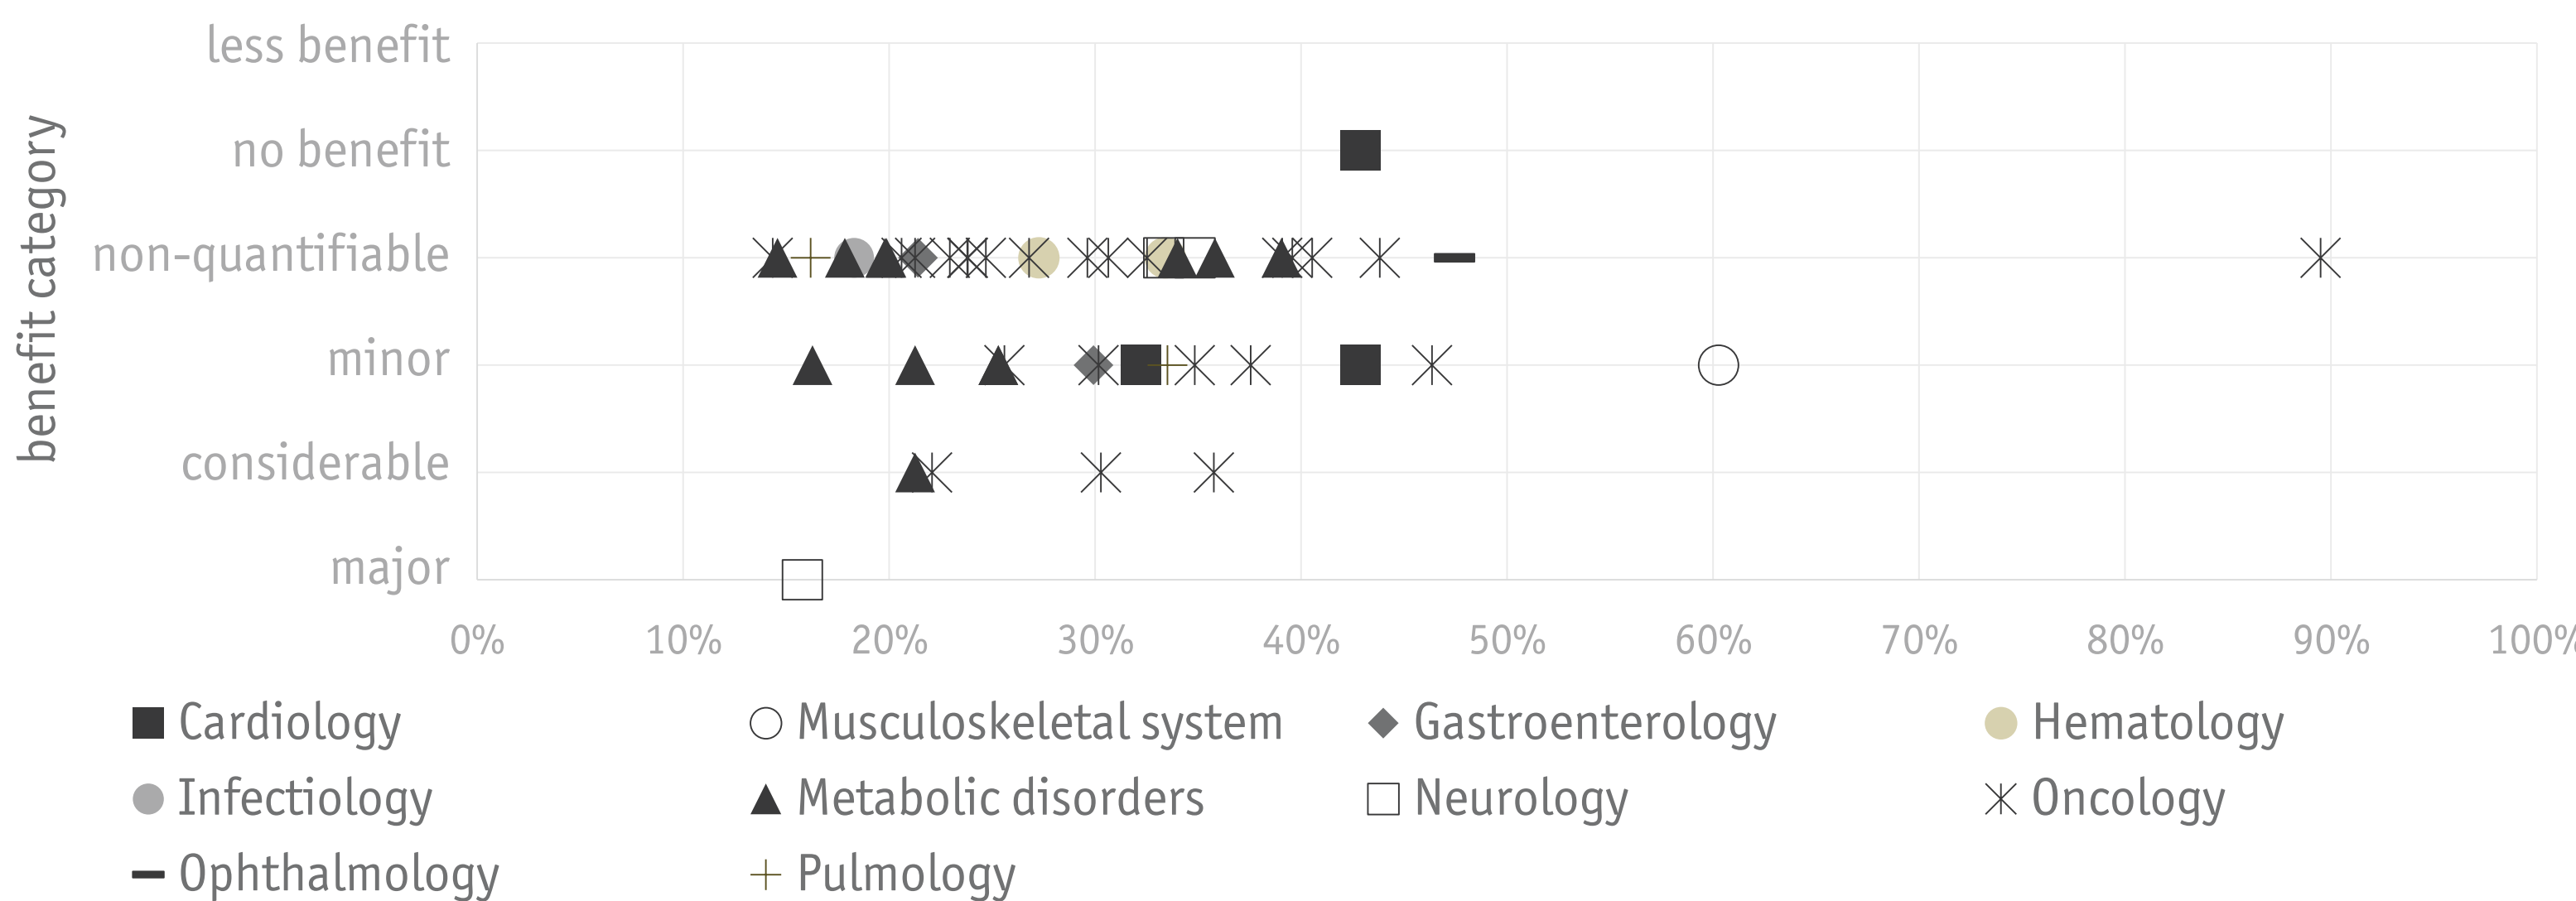 less benefit
no benefit
non-quantifiable
minor
considerable
major
benefit category
0% 10% 20% 30% 40% 50% 60% 70% 80% 90% 100%
Cardiology Musculoskeletal system Gastroenterology Hematology
Infectiology Metabolic disorders Neurology Oncology
Ophthalmology Pulmology